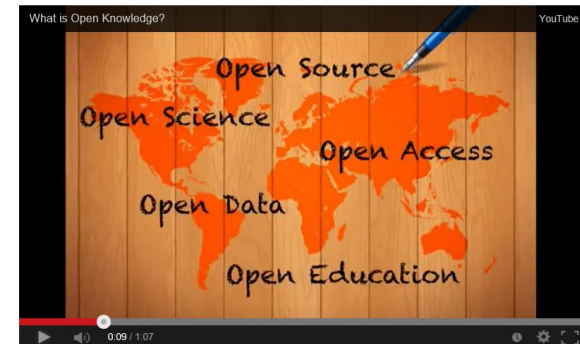 What is Open Knowledge? YouTube
Open Source
Open Science
Open Access
Open Data
Open Education
0:09 / 1:07